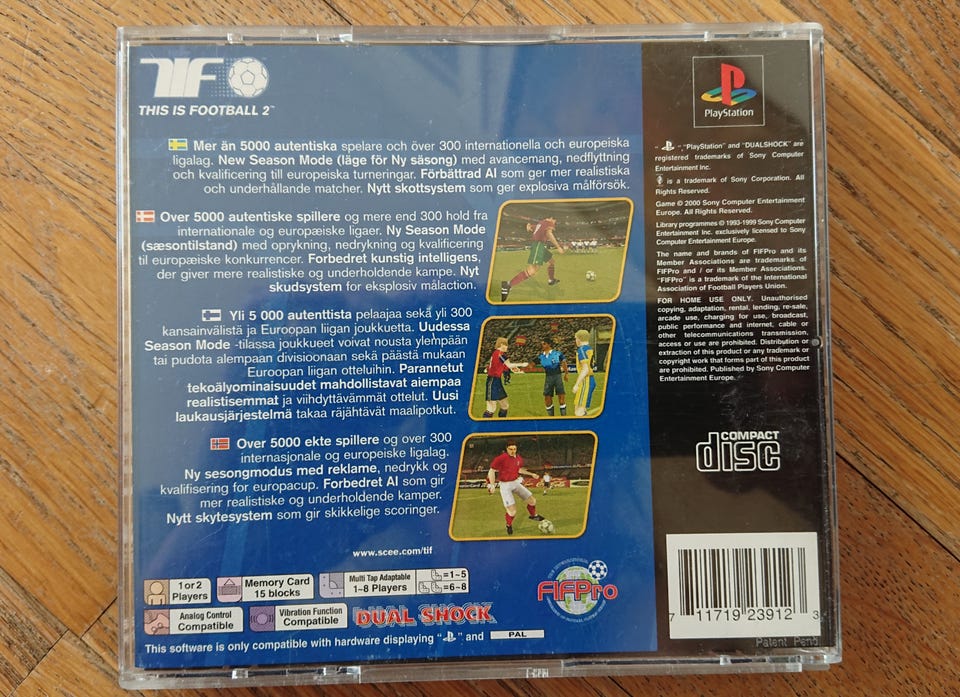 TIF
THIS IS FOOTBALL 2™
Mer än 5000 autentiska spelare och över 300 internationella och europeiska
ligalag. New Season Mode (läge för Ny säsong) med avancemang, nedflyttning
och kvalificering till europeiska turneringar. Förbättrad AI som ger mer realistiska
och underhållande matcher. Nytt skottsystem som ger explosiva målförsök.
Over 5000 autentiske spillere og mere end 300 hold fra
internationale og europæiske ligaer. Ny Season Mode
(sæsontilstand) med oprykning, nedrykning og kvalificering
til europæiske konkurrencer. Forbedret kunstig intelligens,
der giver mere realistiske og underholdende kampe. Nyt
skudsystem for eksplosiv målaction.
Yli 5 000 autenttista pelaajaa sekä yli 300
kansainvälistä ja Euroopan liigan joukkuetta. Uudessa
Season Mode -tilassa joukkueet voivat nousta ylempään
tai pudota alempaan divisioonaan sekä päästä mukaan
Euroopan liigan otteluihin. Parannetut
tekoälyominaisuudet mahdollistavat aiempaa
realistisemmat ja viihdyttävämmät ottelut. Uusi
laukausjärjestelmä takaa räjähtävät maalipotkut.
Over 5000 ekte spillere og over 300
internasjonale og europeiske ligalag.
Ny sesongmodus med reklame, nedrykk og
kvalifisering for europacup. Forbedret AI som gir
mer realistiske og underholdende kamper.
Nytt skytesystem som gir skikkelige scoringer.
www.scee.com/tif
1 or 2
Players
Memory Card
15 blocks
Multi Tap Adaptable
1~8 Players
=1~5
=6~8
Analog Control
Compatible
Vibration Function
Compatible
DUAL SHOCK
FIFPro
This software is only compatible with hardware displaying " " and PAL
PlayStation
" ", "PlayStation" and "DUALSHOCK" are
registered trademarks of Sony Computer
Entertainment Inc.
is a trademark of Sony Corporation. All
Rights Reserved.
Game © 2000 Sony Computer Entertainment
Europe. All Rights Reserved.
Library programmes © 1993-1999 Sony Computer
Entertainment Inc. exclusively licensed to Sony
Computer Entertainment Europe.
The name and brands of FIFPro and its
Member Associations are trademarks of
FIFPro and / or its Member Associations.
"FIFPro" is a trademark of the International
Association of Football Players Union.
FOR HOME USE ONLY. Unauthorised
copying, adaptation, rental, lending, re-sale,
arcade use, charging for use, broadcast,
public performance and internet, cable or
other telecommunications transmission,
access or use are prohibited. Distribution or
extraction of this product or any trademark or
copyright work that forms part of this product
are prohibited. Published by Sony Computer
Entertainment Europe.
COMPACT
disc
7 11719 23912 3
Patent Pend